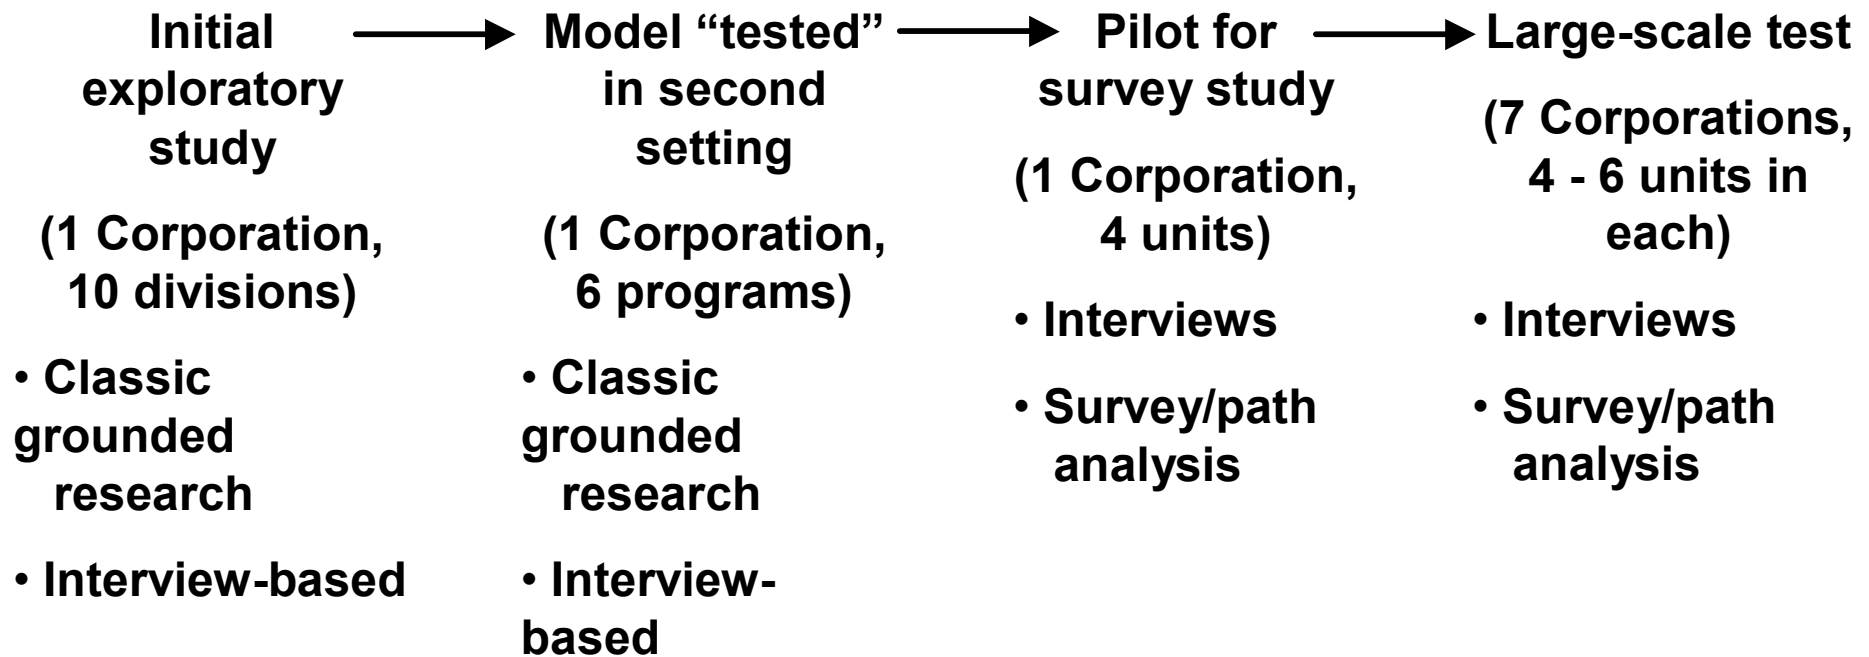 Initial
exploratory
study
(1 Corporation,
10 divisions)
• Classic
grounded
research
• Interview-based
Model “tested”
in second
setting
(1 Corporation,
6 programs)
• Classic
grounded
research
• Interview-
based
Pilot for
survey study
(1 Corporation,
4 units)
• Interviews
• Survey/path
analysis
Large-scale test
(7 Corporations,
4 - 6 units in
each)
• Interviews
• Survey/path
analysis